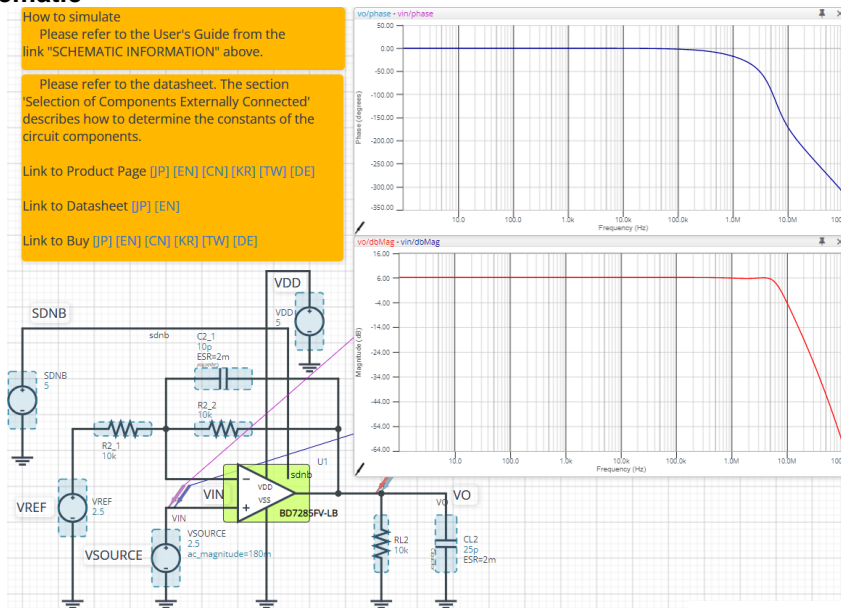 How to simulate
Please refer to the User's Guide from the
link "SCHEMATIC INFORMATION" above.
Please refer to the datasheet. The section
'Selection of Components Externally Connected'
describes how to determine the constants of the
circuit components.
Link to Product Page [JP] [EN] [CN] [KR] [TW] [DE]
Link to Datasheet [JP] [EN]
Link to Buy [JP] [EN] [CN] [KR] [TW] [DE]
vo/phase - vin/phase
50.00
0.00
-50.00
-100.00
-150.00
-200.00
-250.00
-300.00
-350.00
Phase (degrees)
10.0 100.0 1.0k 10.0k 100.0k 1.0M 10.0M
Frequency (Hz)
vo/dbMag - vin/dbMag
16.00
6.00
-4.00
-14.00
-24.00
-34.00
-44.00
-54.00
-64.00
Magnitude (dB)
10.0 100.0 1.0k 10.0k 100.0k 1.0M 10.0M
Frequency (Hz)
VDD
VDD
5
SDNB
sdnb
SDNB
5
C2_1
10p
ESR=2m
R2_2
10k
R2_1
10k
U1
sdnb
VDD
VSS
BD7285FV-LB
VREF
VREF
2.5
VIN
VIN
VSOURCE
VSOURCE
2.5
ac_magnitude=180m
VO
VO
RL2
10k
CL2
25p
ESR=2m